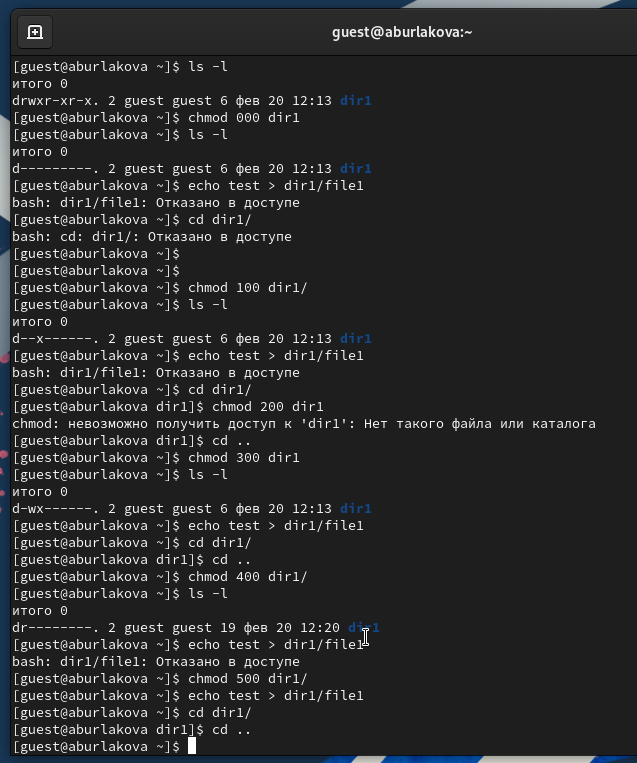 guest@aburlakova:~
[guest@aburlakova ~]$ ls -l
итого 0
drwxr-xr-x. 2 guest guest 6 фев 20 12:13 dir1
[guest@aburlakova ~]$ chmod 000 dir1
[guest@aburlakova ~]$ ls -l
итого 0
d---------. 2 guest guest 6 фев 20 12:13 dir1
[guest@aburlakova ~]$ echo test > dir1/file1
bash: dir1/file1: Отказано в доступе
[guest@aburlakova ~]$ cd dir1/
bash: cd: dir1/: Отказано в доступе
[guest@aburlakova ~]$
[guest@aburlakova ~]$
[guest@aburlakova ~]$ chmod 100 dir1/
[guest@aburlakova ~]$ ls -l
итого 0
d--x------. 2 guest guest 6 фев 20 12:13 dir1
[guest@aburlakova ~]$ echo test > dir1/file1
bash: dir1/file1: Отказано в доступе
[guest@aburlakova ~]$ cd dir1/
[guest@aburlakova dir1]$ chmod 200 dir1
chmod: невозможно получить доступ к 'dir1': Нет такого файла или каталога
[guest@aburlakova dir1]$ cd ..
[guest@aburlakova ~]$ chmod 300 dir1
[guest@aburlakova ~]$ ls -l
итого 0
d-wx------. 2 guest guest 6 фев 20 12:13 dir1
[guest@aburlakova ~]$ echo test > dir1/file1
[guest@aburlakova ~]$ cd dir1/
[guest@aburlakova dir1]$ cd ..
[guest@aburlakova ~]$ chmod 400 dir1/
[guest@aburlakova ~]$ ls -l
итого 0
dr--------. 2 guest guest 19 фев 20 12:20 dir1
[guest@aburlakova ~]$ echo test > dir1/file1
bash: dir1/file1: Отказано в доступе
[guest@aburlakova ~]$ chmod 500 dir1/
[guest@aburlakova ~]$ echo test > dir1/file1
[guest@aburlakova ~]$ cd dir1/
[guest@aburlakova dir1]$ cd ..
[guest@aburlakova ~]$